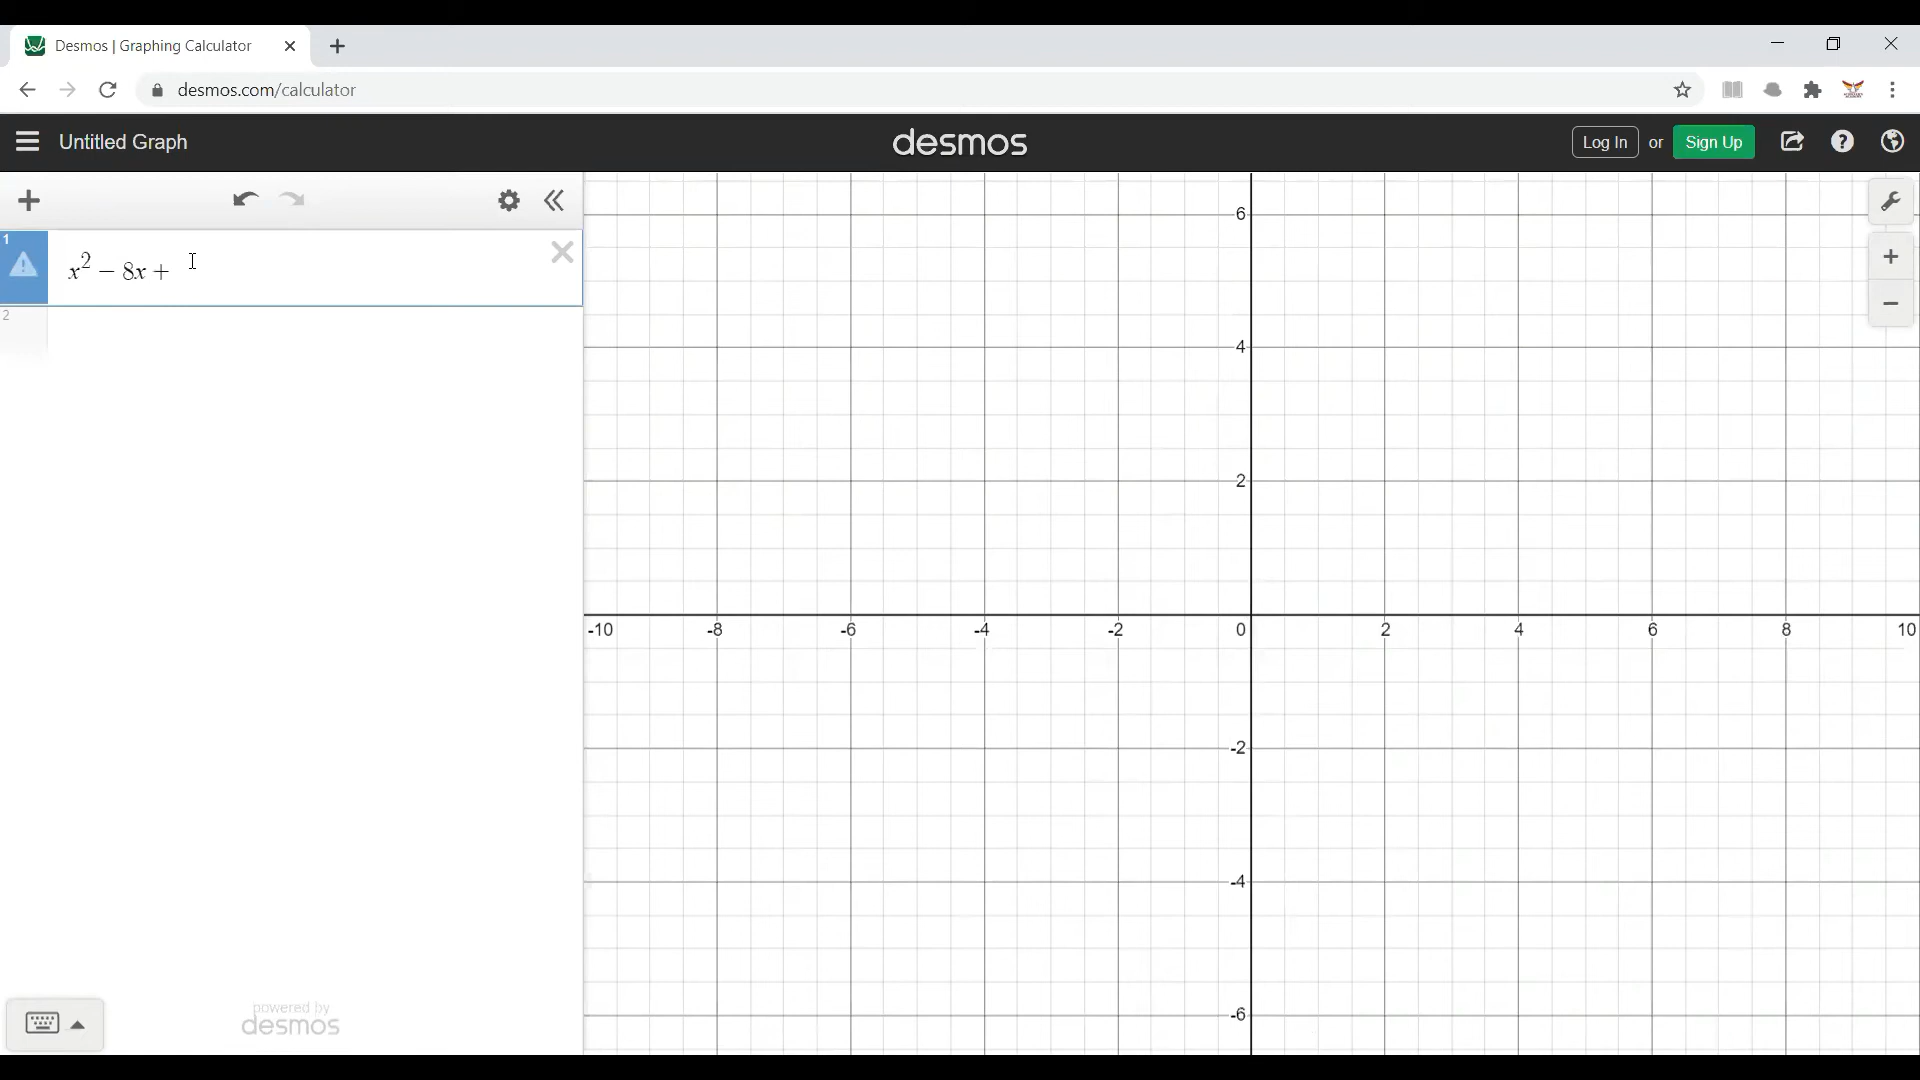 Desmos | Graphing Calculator
desmos.com/calculator
Untitled Graph
desmos
Log In or Sign Up
1
x² − 8x +
2
6
4
2
-10 -8 -6 -4 -2 0 2 4 6 8 10
-2
-4
-6
powered by
desmos